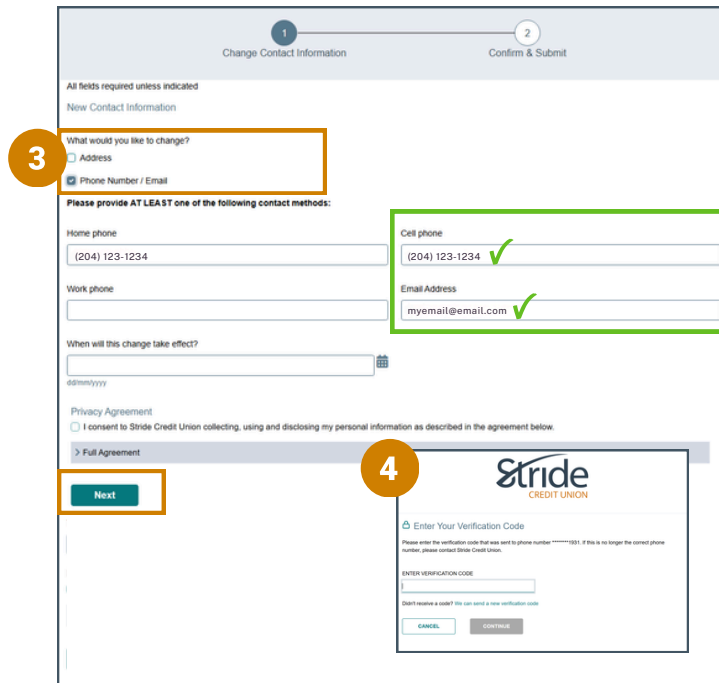 1
2
Change Contact Information
Confirm & Submit
All fields required unless indicated
New Contact Information
3
What would you like to change?
Address
Phone Number / Email
Please provide AT LEAST one of the following contact methods:
Home phone
Cell phone
(204) 123-1234
(204) 123-1234
Work phone
Email Address
myemail@email.com
When will this change take effect?
dd/mm/yyyy
Privacy Agreement
I consent to Stride Credit Union collecting, using and disclosing my personal information as described in the agreement below.
> Full Agreement
Next
4
Stride
CREDIT UNION
Enter Your Verification Code
Please enter the verification code that was sent to phone number ********1931. If this is no longer the correct phone
number, please contact Stride Credit Union.
ENTER VERIFICATION CODE
Didn't receive a code? We can send a new verification code
CANCEL
CONTINUE